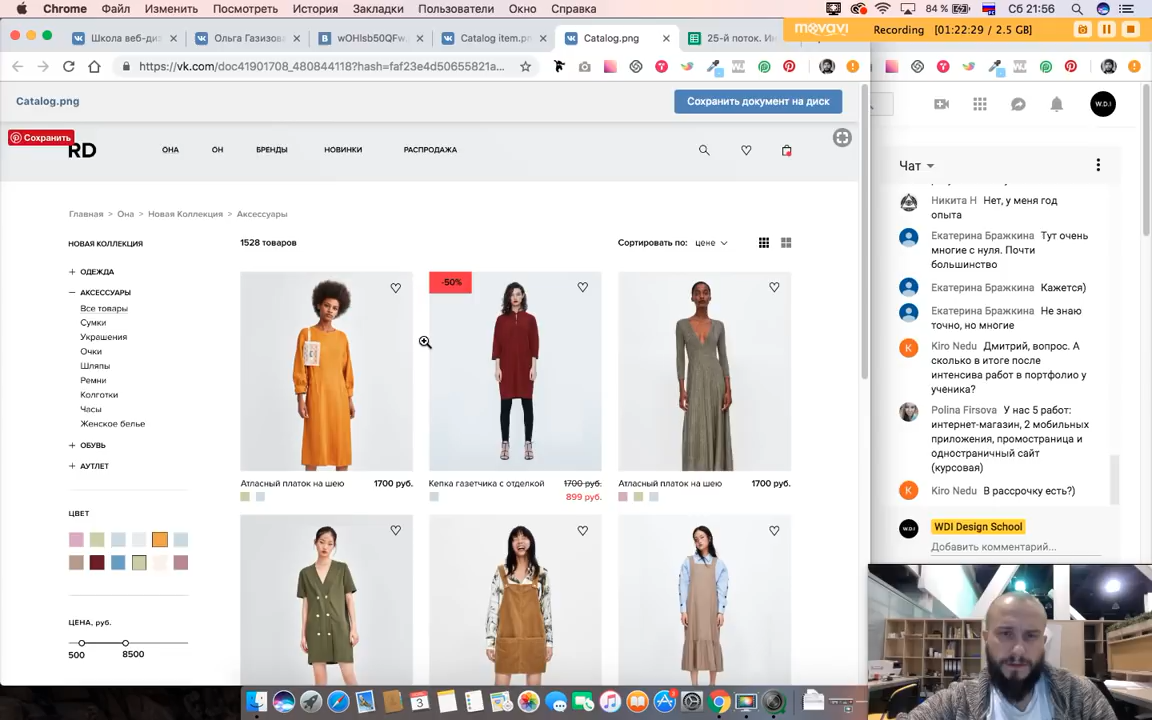 Chrome Файл Изменить Посмотреть История Закладки Пользователи Окно Справка 84 % Сб 21:56
movavi Recording [01:22:29 / 2.5 GB]
Школа веб-ди Ольга Газизова wOHlsb50QFw Catalog item.pn Catalog.png 25-й поток. Ин
https://vk.com/doc41901708_480844118?hash=faf23e4d50655821a...
Catalog.png
Сохранить документ на диск
W.D.I
Сохранить
RD ОНА ОН БРЕНДЫ НОВИНКИ РАСПРОДАЖА
Главная > Она > Новая Коллекция > Аксессуары
НОВАЯ КОЛЛЕКЦИЯ
1528 товаров
Сортировать по: цене
+ ОДЕЖДА
— АКСЕССУАРЫ
Все товары
Сумки
Украшения
Очки
Шляпы
Ремни
Колготки
Часы
Женское белье
+ ОБУВЬ
+ АУТЛЕТ
ЦВЕТ
ЦЕНА, руб.
500 8500
-50%
Атласный платок на шею 1700 руб.
Кепка газетчика с отделкой 1700 руб.
899 руб.
Атласный платок на шею 1700 руб.
Чат
Никита Н Нет, у меня год
опыта
Екатерина Бражкина Тут очень
многие с нуля. Почти
большинство
Екатерина Бражкина Кажется)
Екатерина Бражкина Не знаю
точно, но многие
Kiro Nedu Дмитрий, вопрос. А
сколько в итоге после
интенсива работ в портфолио у
ученика?
Polina Firsova У нас 5 работ:
интернет-магазин, 2 мобильных
приложения, промостраница и
одностраничный сайт
(курсовая)
Kiro Nedu В рассрочку есть?)
WDI Design School
Добавить комментарий...